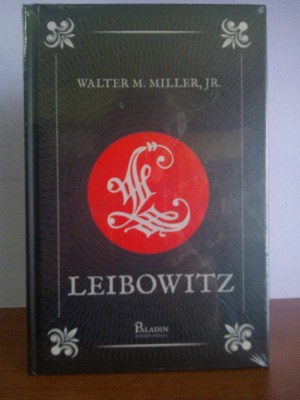 WALTER M. MILLER, JR.
LEIBOWITZ
PALADIN